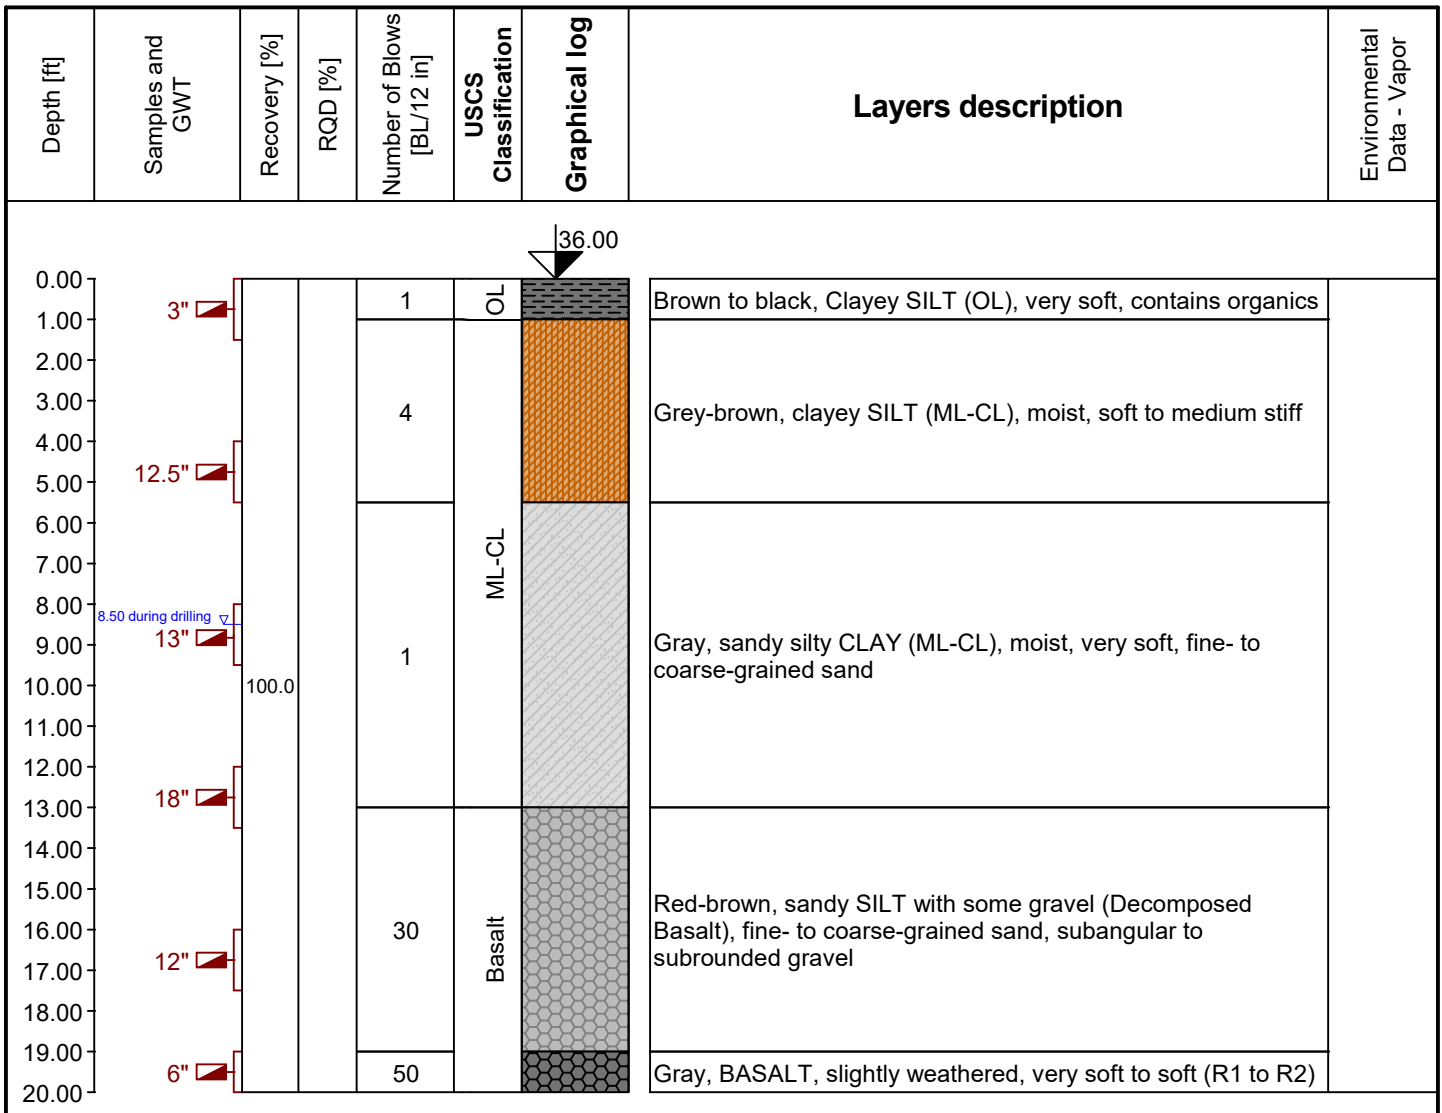 Depth [ft]
Samples and
GWT
Recovery [%]
RQD [%]
Number of Blows
[BL/12 in]
USCS
Classification
Graphical log
Layers description
Environmental
Data - Vapor
36.00
0.00
1.00
2.00
3.00
4.00
5.00
6.00
7.00
8.00
9.00
10.00
11.00
12.00
13.00
14.00
15.00
16.00
17.00
18.00
19.00
20.00
3"
12.5"
8.50 during drilling
13"
18"
12"
6"
100.0
1
4
1
30
50
OL
ML-CL
Basalt
Brown to black, Clayey SILT (OL), very soft, contains organics
Grey-brown, clayey SILT (ML-CL), moist, soft to medium stiff
Gray, sandy silty CLAY (ML-CL), moist, very soft, fine- to
coarse-grained sand
Red-brown, sandy SILT with some gravel (Decomposed
Basalt), fine- to coarse-grained sand, subangular to
subrounded gravel
Gray, BASALT, slightly weathered, very soft to soft (R1 to R2)